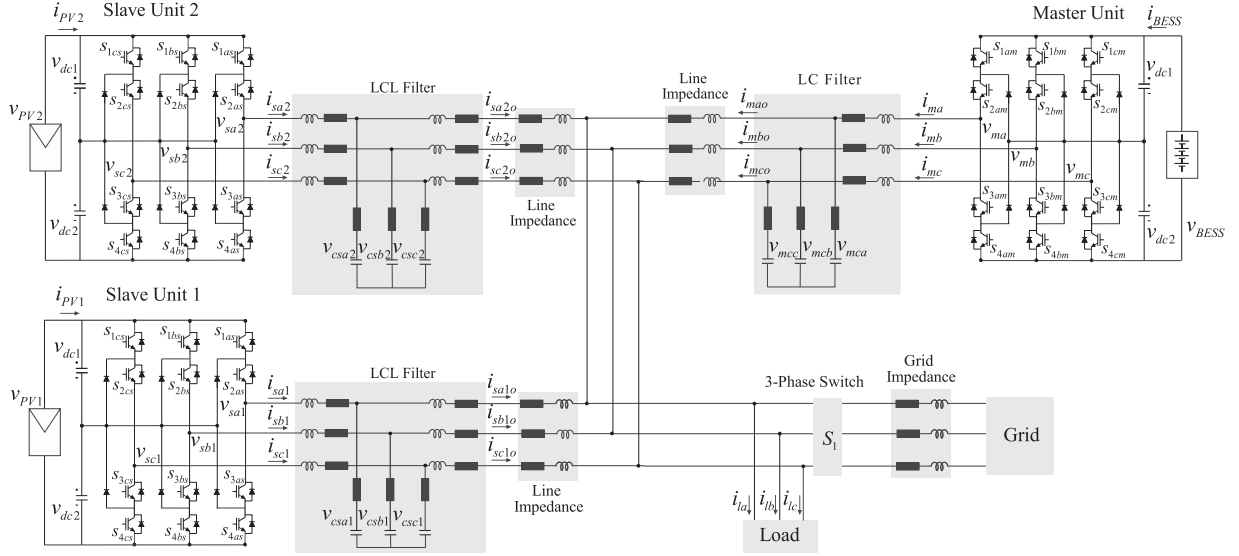 i_PV2
Slave Unit 2
Master Unit
i_BESS
s_1cs s_1bs s_1as
s_1am s_1bm s_1cm
v_dc1
LCL Filter
Line
Impedance
LC Filter
v_dc1
s_2cs s_2bs s_2as
i_sa2
i_sa2o
i_mao
i_ma
s_2am s_2bm s_2cm
v_PV2
v_sa2
v_ma
i_sb2
i_sb2o
i_mbo
i_mb
v_sb2
v_mb
v_sc2
i_sc2
i_sc2o
i_mco
i_mc
v_mc
s_3cs s_3bs s_3as
Line
Impedance
s_3am s_3bm s_3cm
v_dc2
v_dc2
v_BESS
s_4cs s_4bs s_4as
v_csa2 v_csb2 v_csc2
v_mcc v_mcb v_mca
s_4am s_4bm s_4cm
i_PV1
Slave Unit 1
s_1cs s_1bs s_1as
v_dc1
LCL Filter
3-Phase Switch
Grid
Impedance
s_2cs s_2bs s_2as
i_sa1
i_sa1o
v_PV1
v_sa1
i_sb1
i_sb1o
S_1
Grid
v_sb1
v_sc1
i_sc1
i_sc1o
s_3cs s_3bs s_3as
Line
Impedance
i_la i_lb i_lc
v_dc2
s_4cs s_4bs s_4as
v_csa1 v_csb1 v_csc1
Load